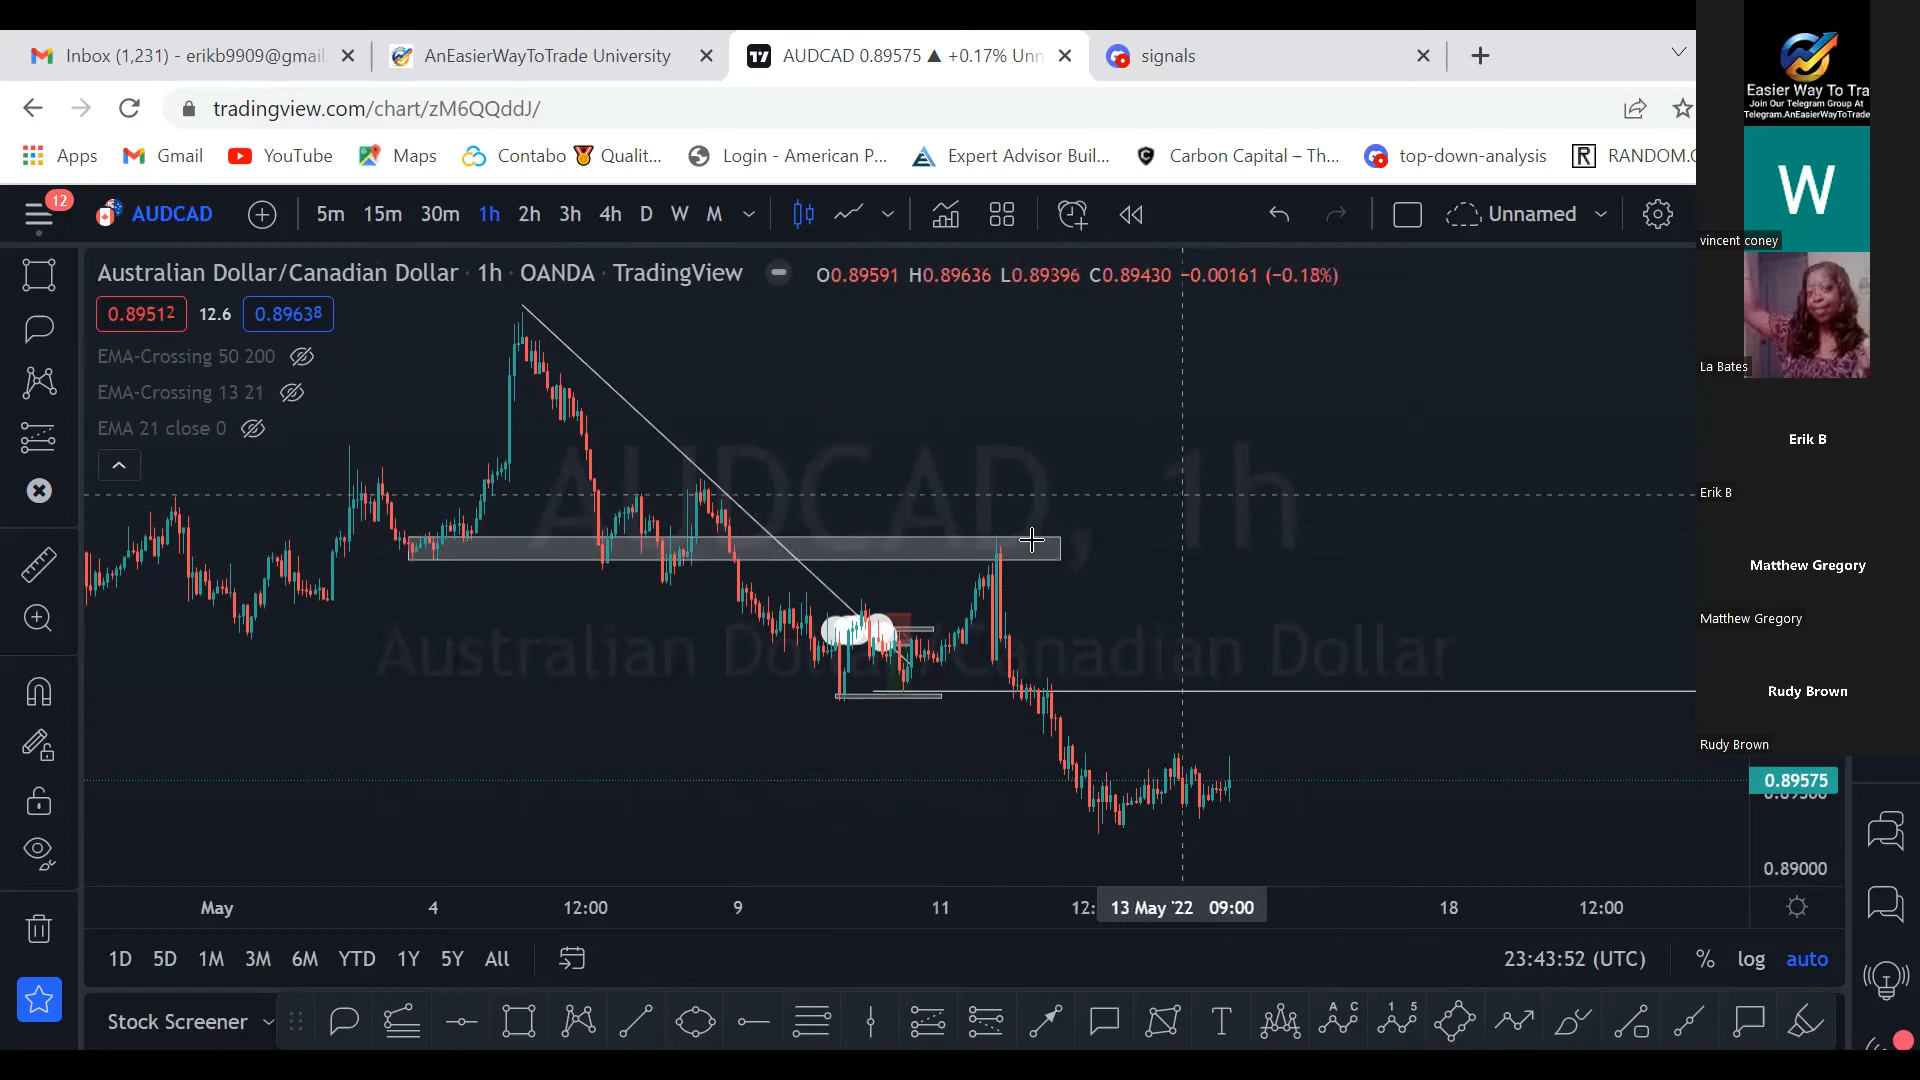 Inbox (1,231) - erikb9909@gmail
AnEasierWayToTrade University
AUDCAD 0.89575 ▲ +0.17% Unn
signals
tradingview.com/chart/zM6QQddJ/
Apps
Gmail
YouTube
Maps
Contabo
Qualit...
Login - American P...
Expert Advisor Buil...
Carbon Capital – Th...
top-down-analysis
RANDOM.C
12
AUDCAD
5m 15m 30m 1h 2h 3h 4h D W M
Unnamed
Australian Dollar/Canadian Dollar · 1h · OANDA · TradingView
O0.89591 H0.89636 L0.89396 C0.89430 −0.00161 (−0.18%)
0.89512 12.6 0.89638
EMA-Crossing 50 200
EMA-Crossing 13 21
EMA 21 close 0
AUDCAD, 1h
Australian Dollar/Canadian Dollar
0.89575
0.89000
May 4 12:00 9 11 12: 13 May '22 09:00 18 12:00
1D 5D 1M 3M 6M YTD 1Y 5Y All
23:43:52 (UTC) % log auto
Stock Screener
Easier Way To Tra
Join Our Telegram Group At
Telegram.AnEasierWayToTrade
W
vincent coney
La Bates
Erik B
Erik B
Matthew Gregory
Matthew Gregory
Rudy Brown
Rudy Brown